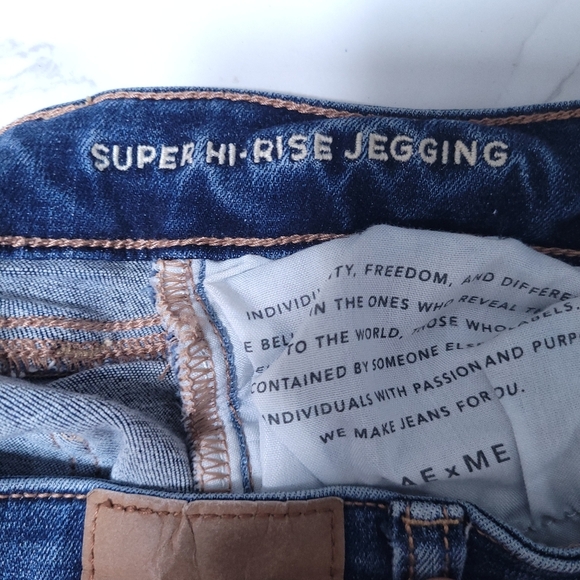 SUPER HI-RISE JEGGING
TY, FREEDOM, AND DIFFERE
IN THE ONES WHO REVEAL
TO THE WORLD, THOSE WHO
CONTAINED BY SOMEONE ELSE
INDIVIDUALS WITH PASSION AND PURP
WE MAKE JEANS FOR YOU.
AE x ME